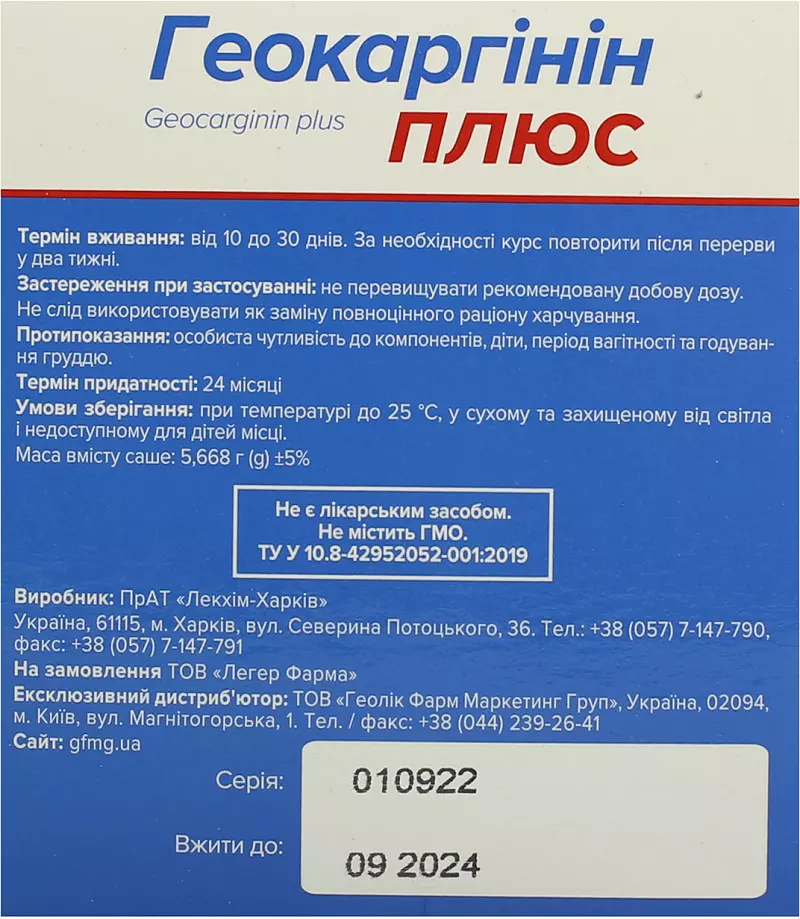 Геокаргінін
Geocarginin plus
плюс
Термін вживання: від 10 до 30 днів. За необхідності курс повторити після перерви
у два тижні.
Застереження при застосуванні: не перевищувати рекомендовану добову дозу.
Не слід використовувати як заміну повноцінного раціону харчування.
Протипоказання: особиста чутливість до компонентів, діти, період вагітності та годуван-
ня груддю.
Термін придатності: 24 місяці
Умови зберігання: при температурі до 25 °С, у сухому та захищеному від світла
і недоступному для дітей місці.
Маса вмісту саше: 5,668 г (g) ±5%
Не є лікарським засобом.
Не містить ГМО.
ТУ У 10.8-42952052-001:2019
Виробник: ПрАТ «Лекхім-Харків»
Україна, 61115, м. Харків, вул. Северина Потоцького, 36. Тел.: +38 (057) 7-147-790,
факс: +38 (057) 7-147-791
На замовлення ТОВ «Легер Фарма»
Ексклюзивний дистриб'ютор: ТОВ «Геолік Фарм Маркетинг Груп», Україна, 02094,
м. Київ, вул. Магнітогорська, 1. Тел. / факс: +38 (044) 239-26-41
Сайт: gfmg.ua
Серія: 010922
Вжити до: 09 2024